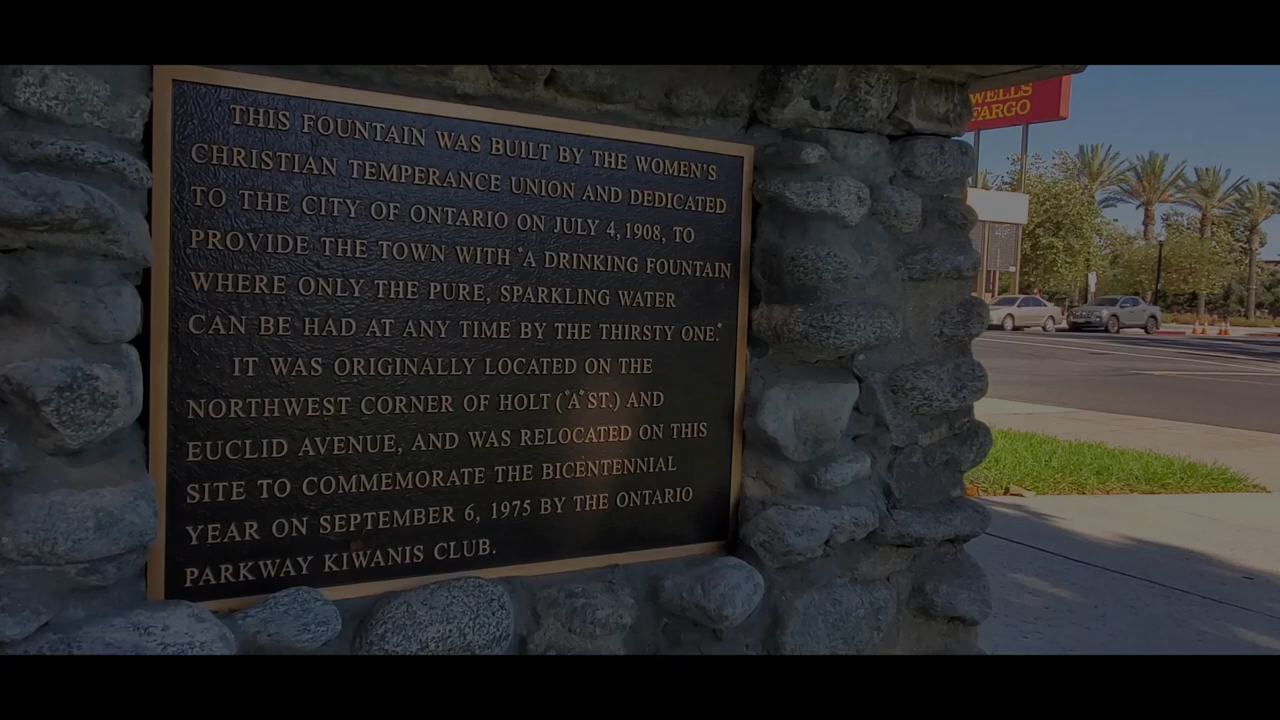 THIS FOUNTAIN WAS BUILT BY THE WOMEN'S
CHRISTIAN TEMPERANCE UNION AND DEDICATED
TO THE CITY OF ONTARIO ON JULY 4, 1908, TO
PROVIDE THE TOWN WITH "A DRINKING FOUNTAIN
WHERE ONLY THE PURE, SPARKLING WATER
CAN BE HAD AT ANY TIME BY THE THIRSTY ONE."
IT WAS ORIGINALLY LOCATED ON THE
NORTHWEST CORNER OF HOLT ("A" ST.) AND
EUCLID AVENUE, AND WAS RELOCATED ON THIS
SITE TO COMMEMORATE THE BICENTENNIAL
YEAR ON SEPTEMBER 6, 1975 BY THE ONTARIO
PARKWAY KIWANIS CLUB.
WELLS
FARGO